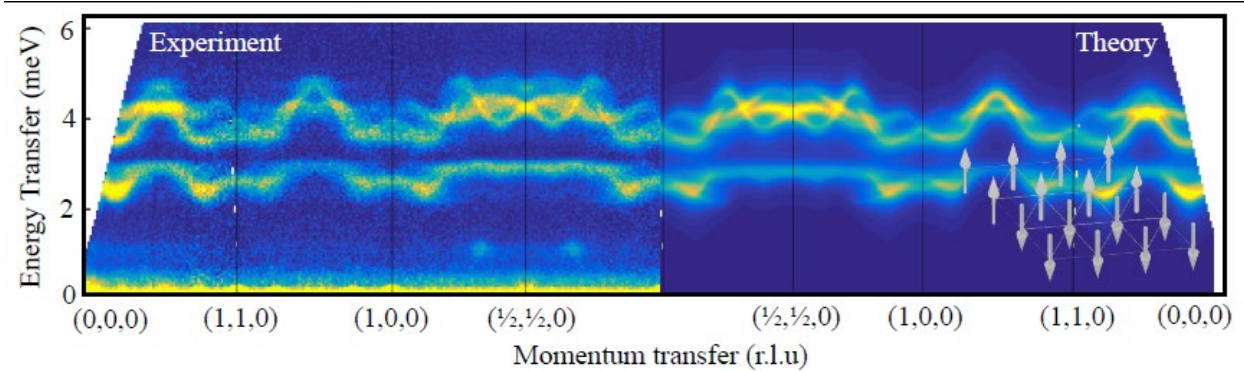 Experiment
Theory
Energy Transfer (meV)
6
4
2
0
(0,0,0) (1,1,0) (1,0,0) (½,½,0) (½,½,0) (1,0,0) (1,1,0) (0,0,0)
Momentum transfer (r.l.u)